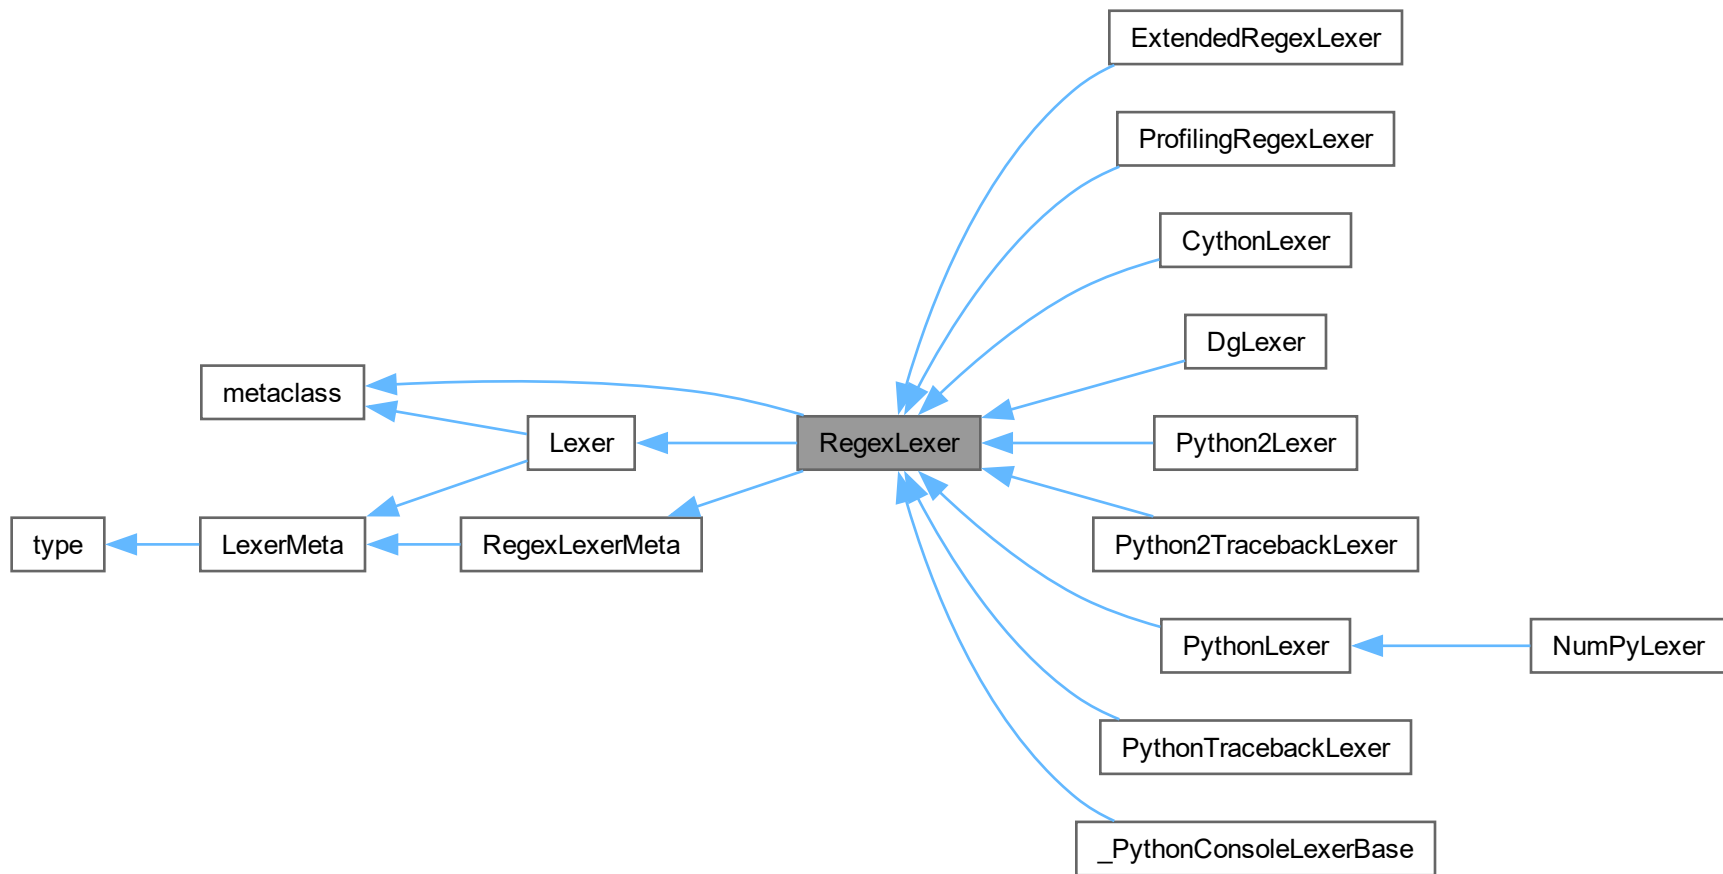 ExtendedRegexLexer
ProfilingRegexLexer
CythonLexer
DgLexer
metaclass
Lexer
RegexLexer
Python2Lexer
type
LexerMeta
RegexLexerMeta
Python2TracebackLexer
PythonLexer
NumPyLexer
PythonTracebackLexer
_PythonConsoleLexerBase